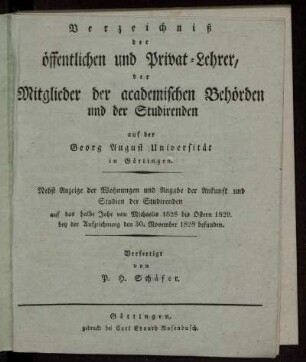 Verzeichniß
der
öffentlichen und Privat-Lehrer,
der
Mitglieder der academischen Behörden
und der Studirenden
auf der
Georg August Universität
in Göttingen.
Nebst Anzeige der Wohnungen und Angabe der Ankunft und
Studien der Studirenden
auf das halbe Jahr von Michaelis 1828 bis Ostern 1829.
bey der Aufzeichnung den 30. November 1828 befunden.
Verfertigt
von
P. H. Schäfer.
Göttingen,
gedruckt bei Carl Eduard Rosenbusch.